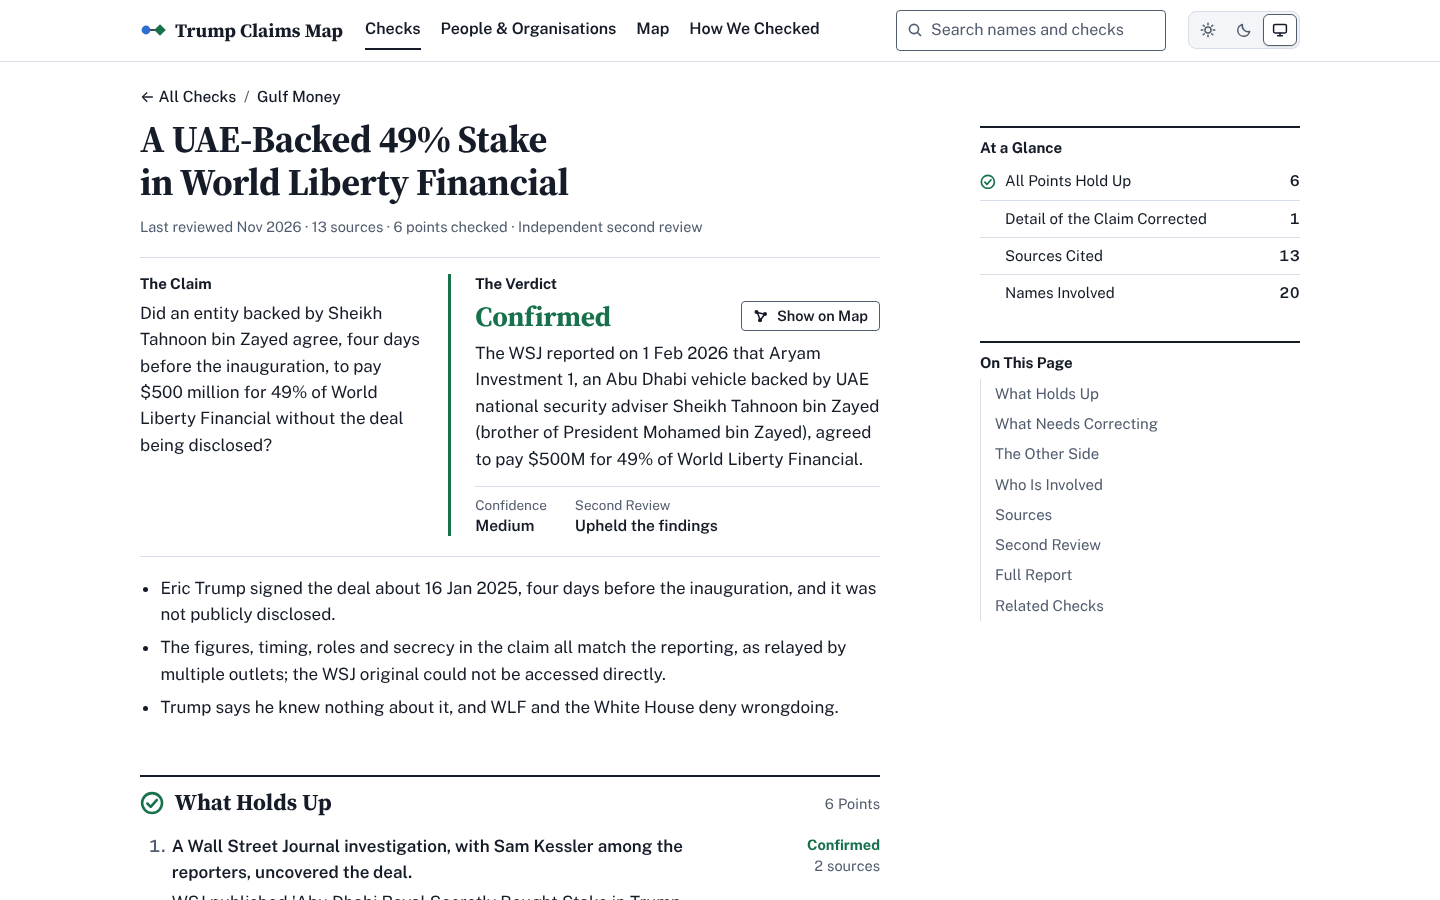 Trump Claims Map
Checks
People & Organisations
Map
How We Checked
Search names and checks
← All Checks / Gulf Money
A UAE-Backed 49% Stake
in World Liberty Financial
Last reviewed Nov 2026 · 13 sources · 6 points checked · Independent second review
The Claim
Did an entity backed by Sheikh
Tahnoon bin Zayed agree, four days
before the inauguration, to pay
$500 million for 49% of World
Liberty Financial without the deal
being disclosed?
The Verdict
Confirmed
Show on Map
The WSJ reported on 1 Feb 2026 that Aryam
Investment 1, an Abu Dhabi vehicle backed by UAE
national security adviser Sheikh Tahnoon bin Zayed
(brother of President Mohamed bin Zayed), agreed
to pay $500M for 49% of World Liberty Financial.
Confidence
Medium
Second Review
Upheld the findings
• Eric Trump signed the deal about 16 Jan 2025, four days before the inauguration, and it was
not publicly disclosed.
• The figures, timing, roles and secrecy in the claim all match the reporting, as relayed by
multiple outlets; the WSJ original could not be accessed directly.
• Trump says he knew nothing about it, and WLF and the White House deny wrongdoing.
What Holds Up
6 Points
1. A Wall Street Journal investigation, with Sam Kessler among the
reporters, uncovered the deal.
Confirmed
2 sources
WSJ published 'Abu Dhabi Royal Secretly Bought Stake in Trump
At a Glance
All Points Hold Up 6
Detail of the Claim Corrected 1
Sources Cited 13
Names Involved 20
On This Page
What Holds Up
What Needs Correcting
The Other Side
Who Is Involved
Sources
Second Review
Full Report
Related Checks